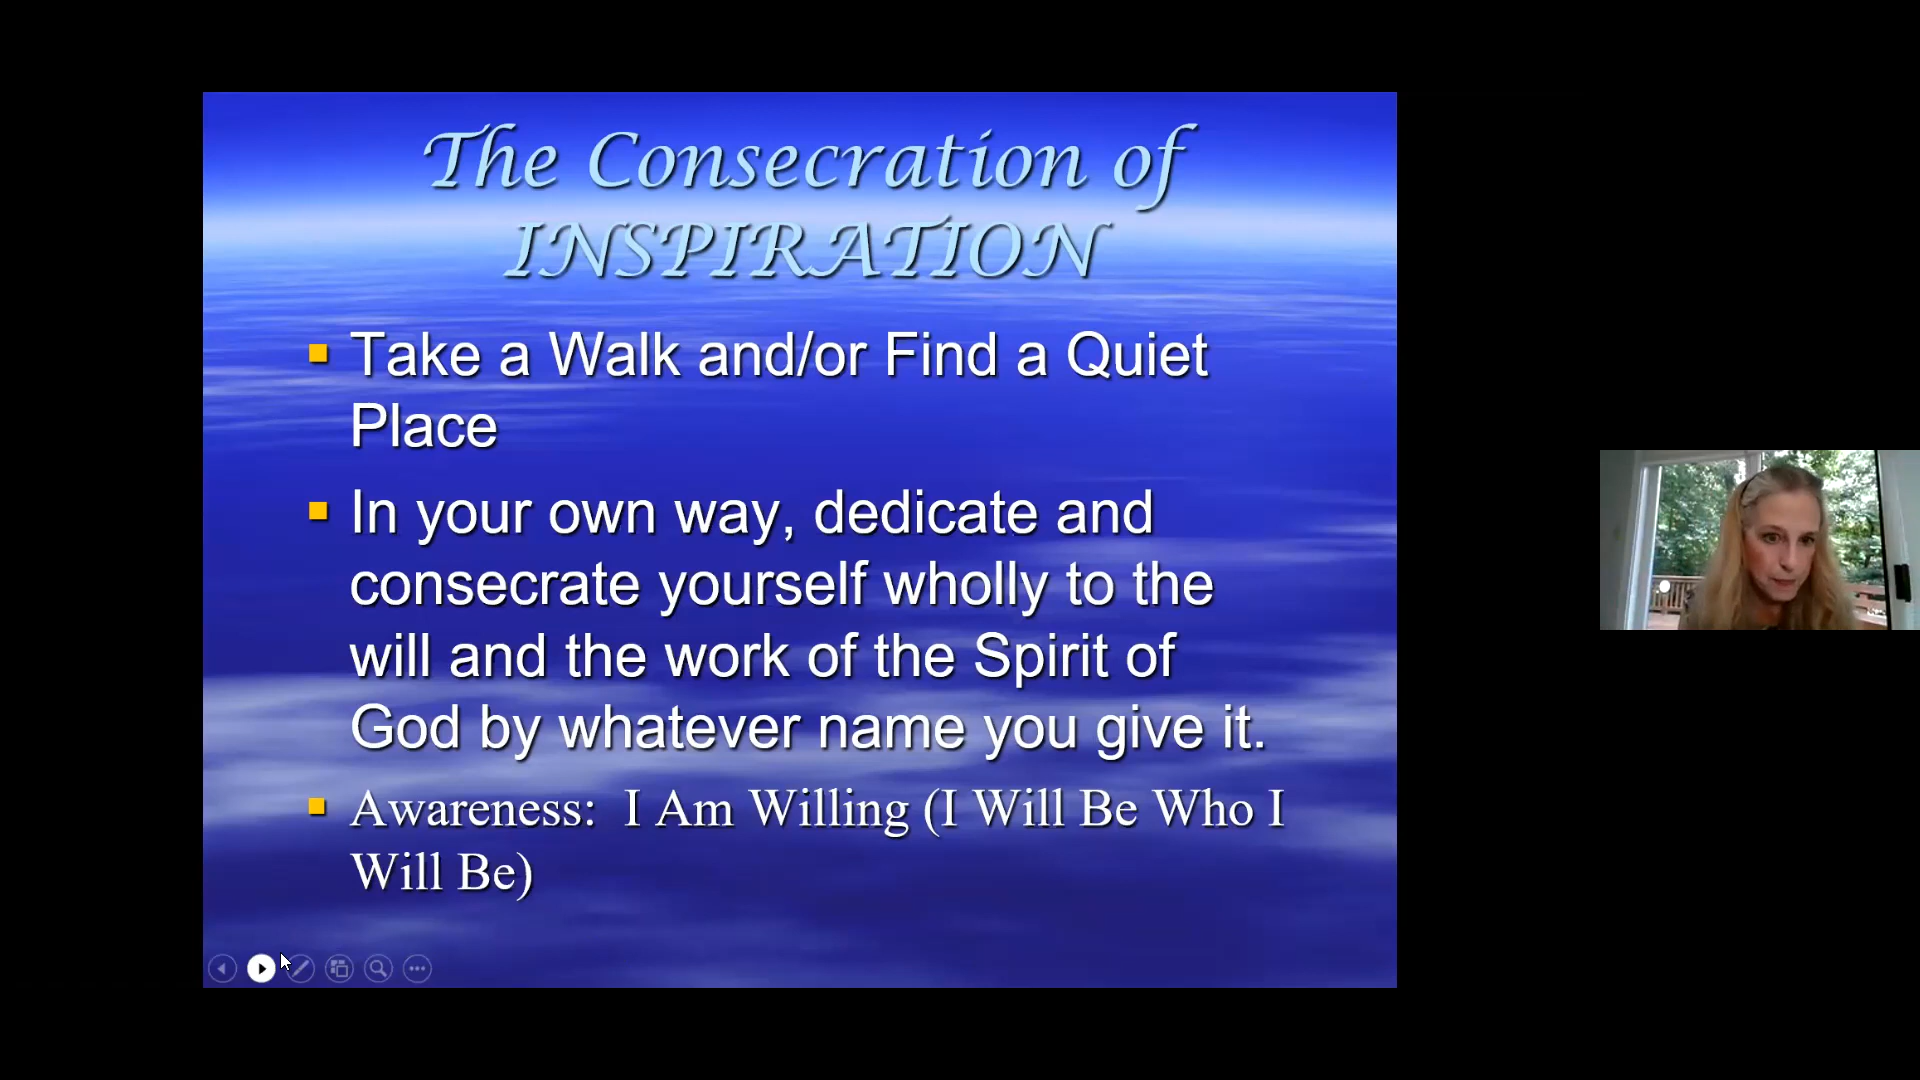 The Consecration of
INSPIRATION
Take a Walk and/or Find a Quiet
Place
In your own way, dedicate and
consecrate yourself wholly to the
will and the work of the Spirit of
God by whatever name you give it.
Awareness:  I Am Willing (I Will Be Who I
Will Be)